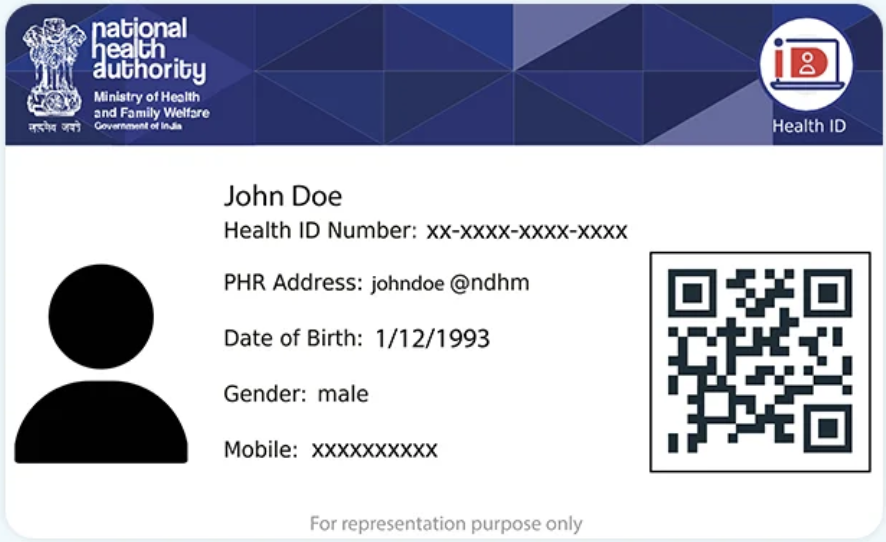 national
health
authority
Ministry of Health
and Family Welfare
Government of India
सत्यमेव जयते
Health ID
John Doe
Health ID Number: xx-xxxx-xxxx-xxxx
PHR Address: johndoe @ndhm
Date of Birth: 1/12/1993
Gender: male
Mobile: xxxxxxxxxx
For representation purpose only